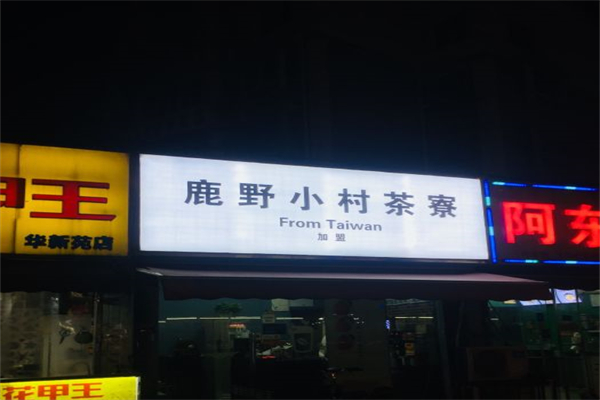 甲王
华新苑店
鹿野小村茶寮
From Taiwan
加盟
阿东
花甲王